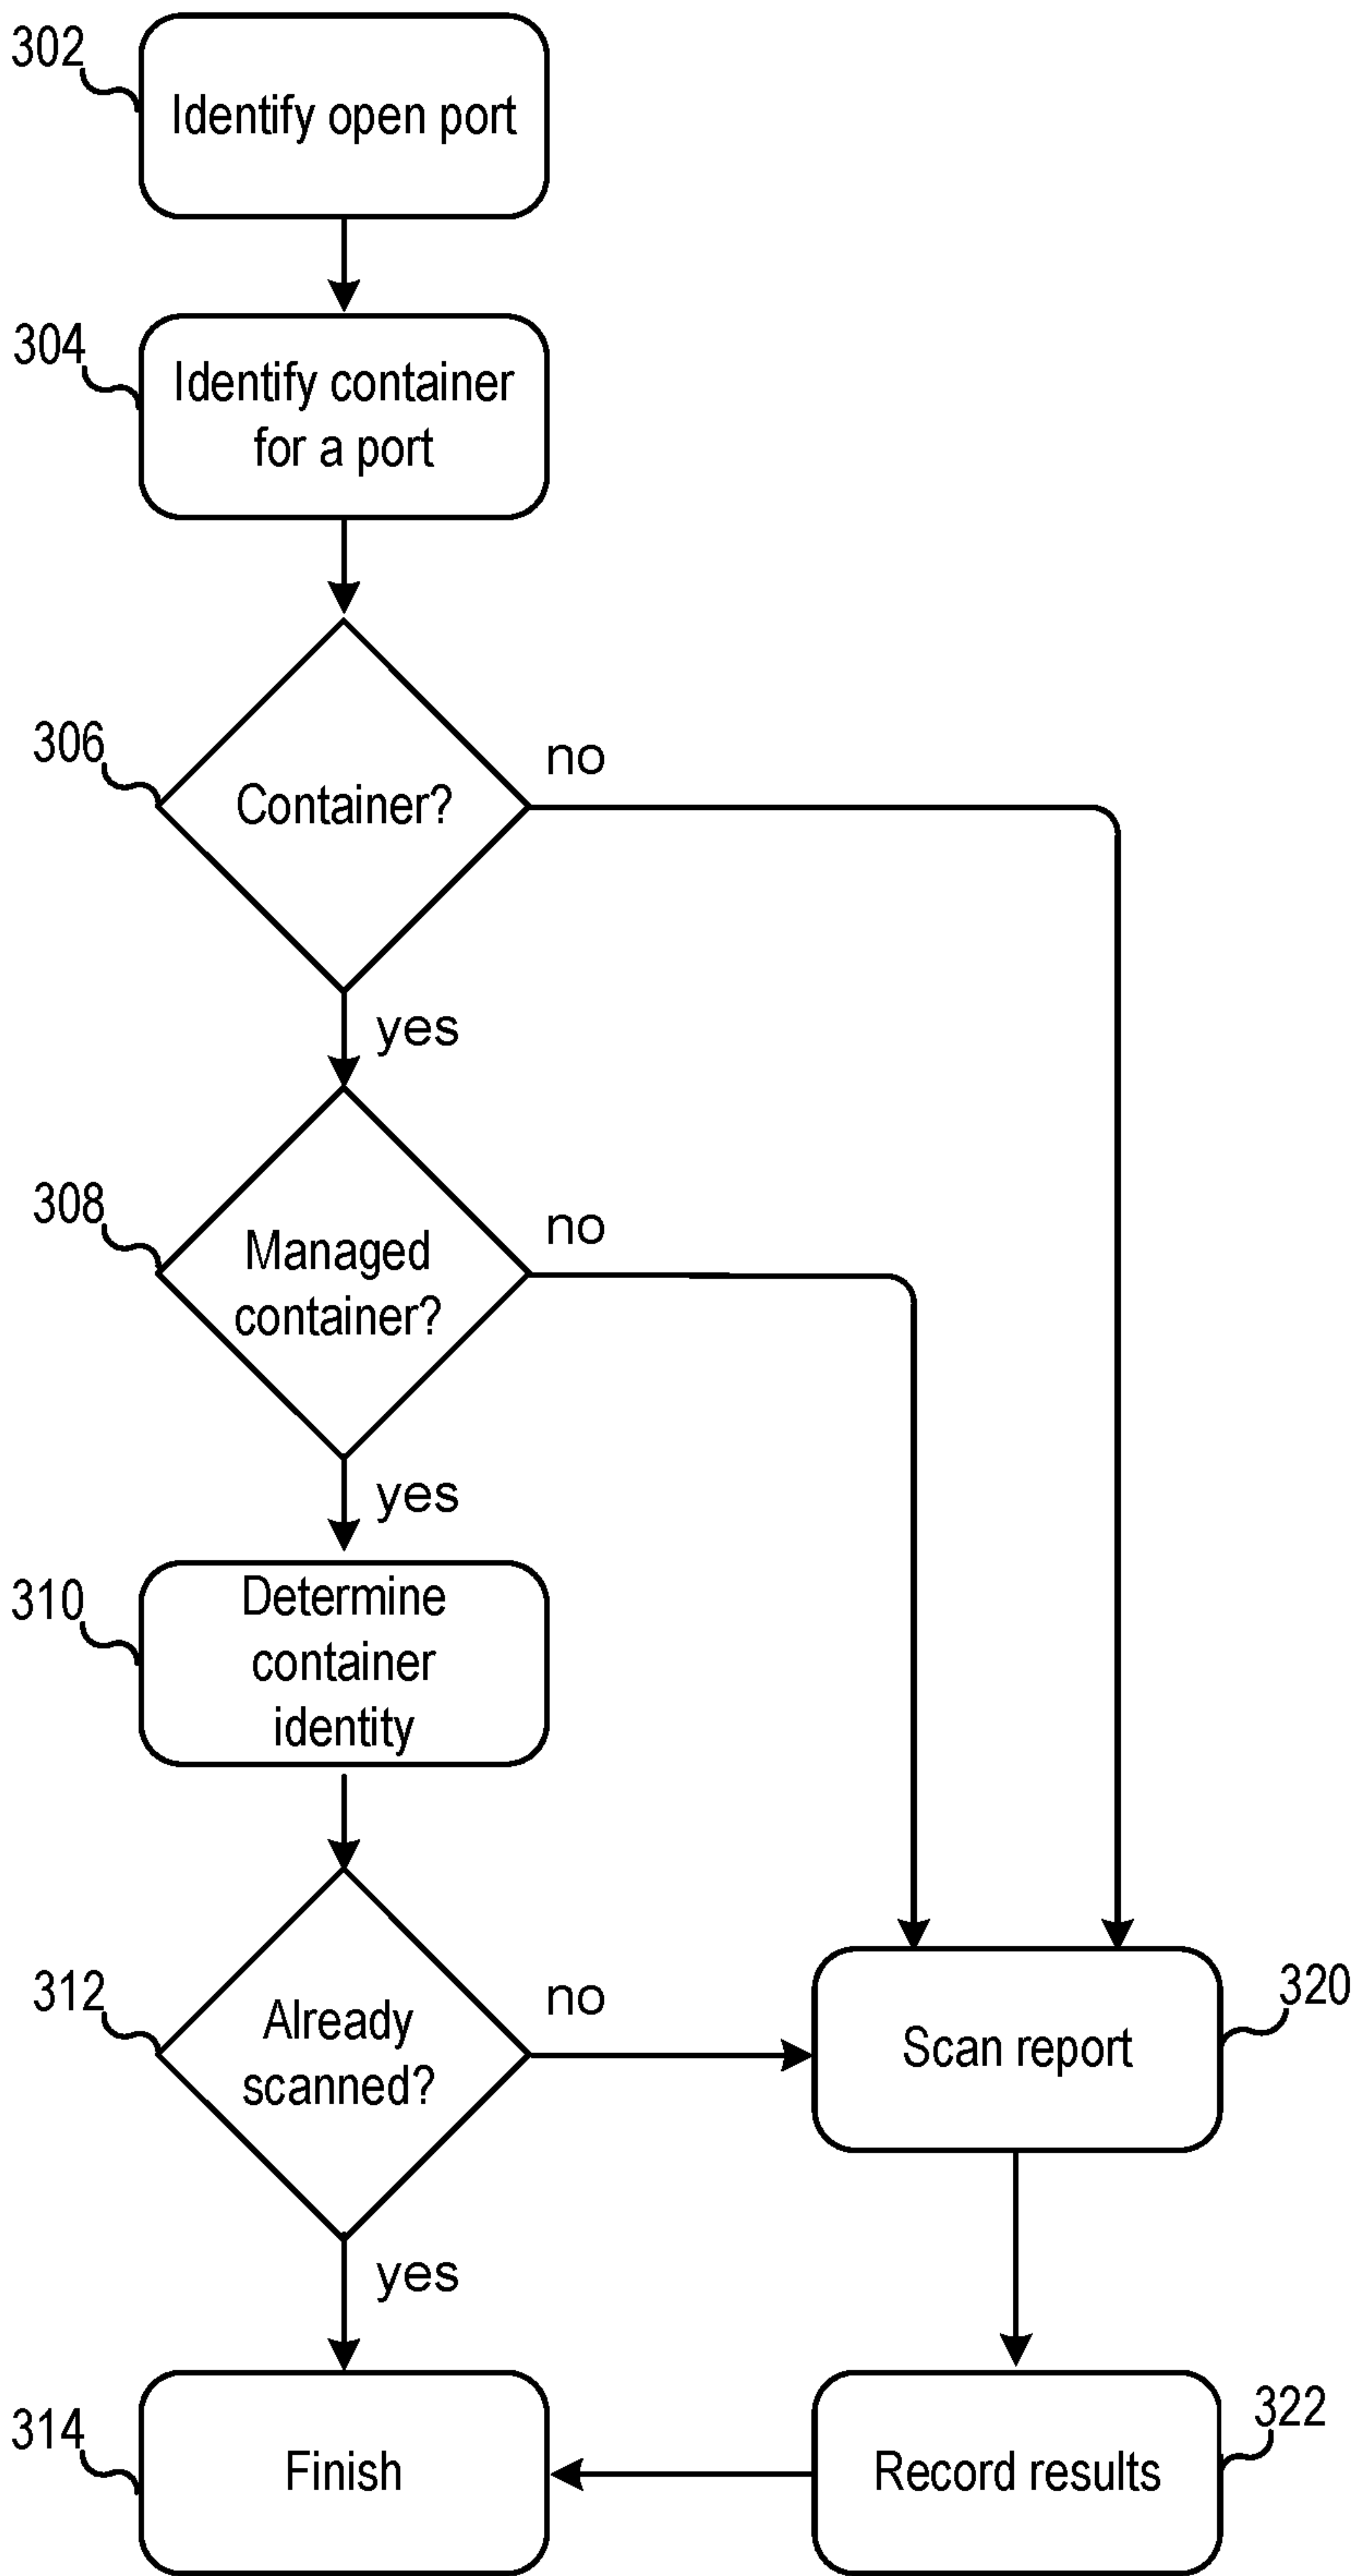 302
Identify open port
304
Identify container
for a port
306
Container?
no
yes
308
Managed
container?
no
yes
310
Determine
container
identity
312
Already
scanned?
no
yes
320
Scan report
314
Finish
322
Record results